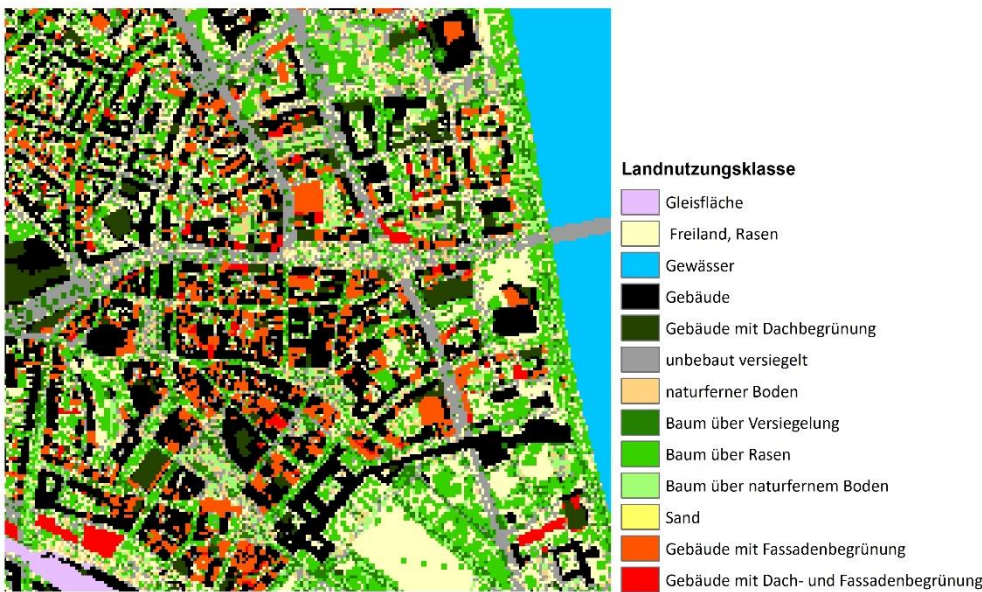 Landnutzungsklasse
Gleisfläche
Freiland, Rasen
Gewässer
Gebäude
Gebäude mit Dachbegrünung
unbebaut versiegelt
naturferner Boden
Baum über Versiegelung
Baum über Rasen
Baum über naturfernem Boden
Sand
Gebäude mit Fassadenbegrünung
Gebäude mit Dach- und Fassadenbegrünung